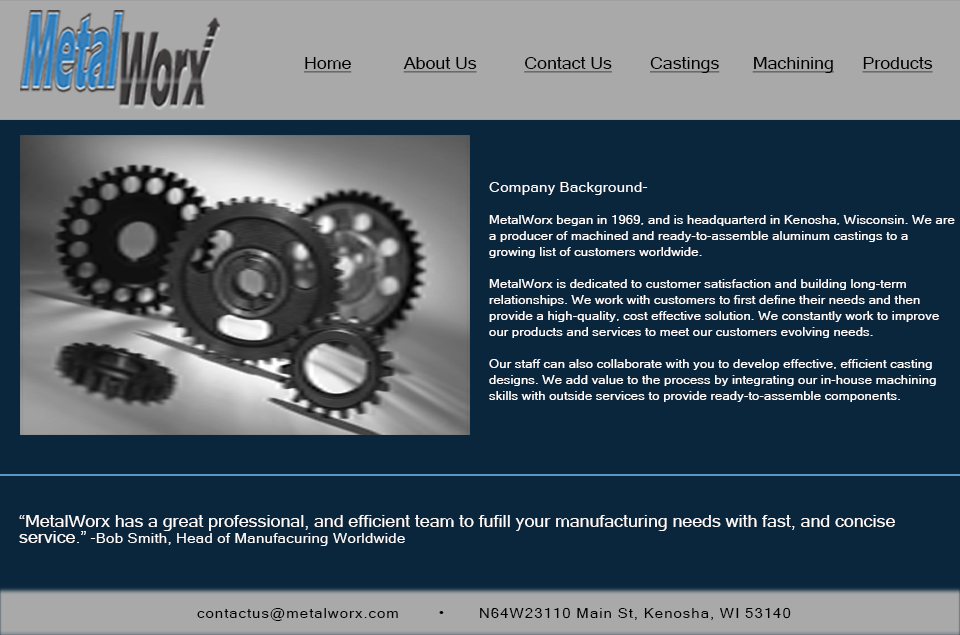 MetalWorx
Home About Us Contact Us Castings Machining Products
Company Background-
MetalWorx began in 1969, and is headquarterd in Kenosha, Wisconsin. We are
a producer of machined and ready-to-assemble aluminum castings to a
growing list of customers worldwide.
MetalWorx is dedicated to customer satisfaction and building long-term
relationships. We work with customers to first define their needs and then
provide a high-quality, cost effective solution. We constantly work to improve
our products and services to meet our customers evolving needs.
Our staff can also collaborate with you to develop effective, efficient casting
designs. We add value to the process by integrating our in-house machining
skills with outside services to provide ready-to-assemble components.
“MetalWorx has a great professional, and efficient team to fufill your manufacturing needs with fast, and concise
service.” -Bob Smith, Head of Manufacuring Worldwide
contactus@metalworx.com • N64W23110 Main St, Kenosha, WI 53140